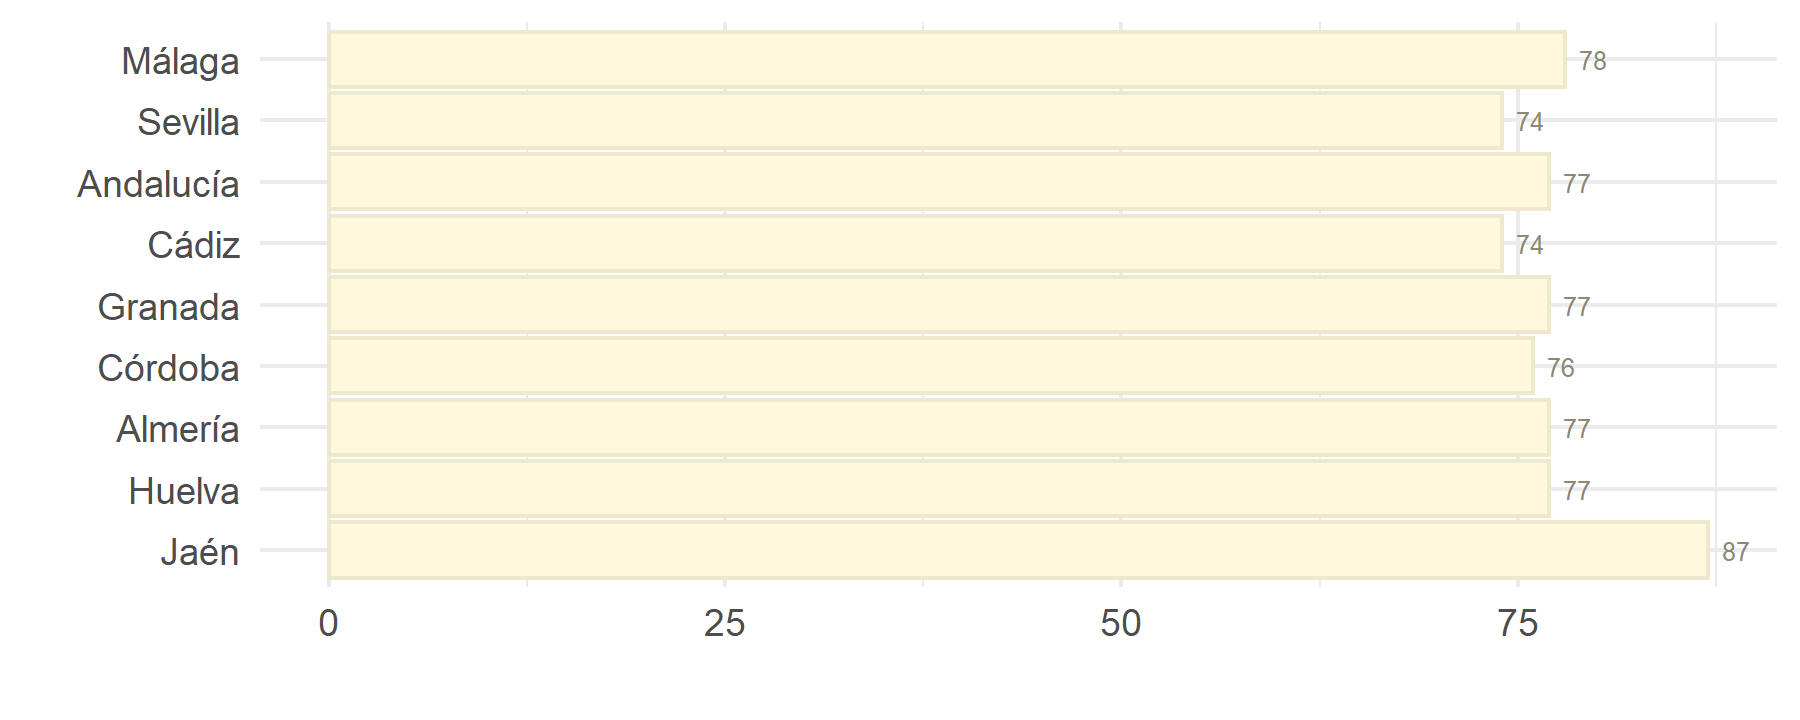 Málaga 78
Sevilla 74
Andalucía 77
Cádiz 74
Granada 77
Córdoba 76
Almería 77
Huelva 77
Jaén 87
0 25 50 75